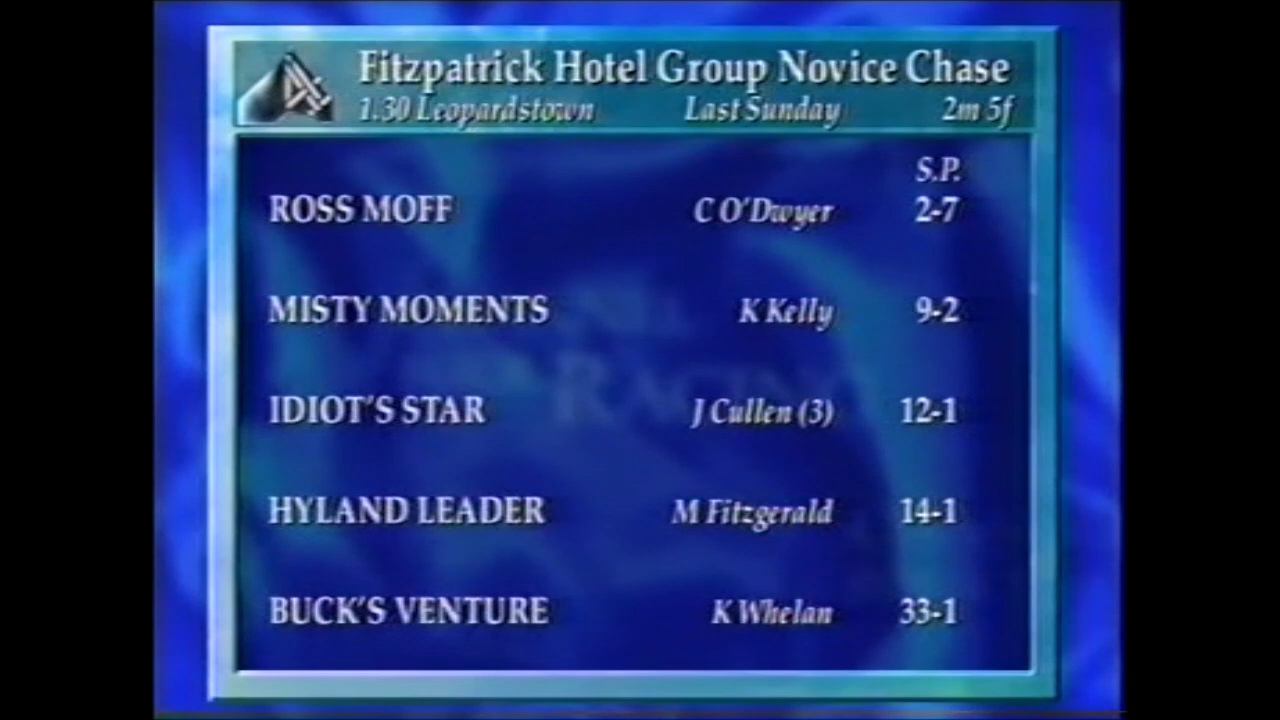 Fitzpatrick Hotel Group Novice Chase
1.30 Leopardstown Last Sunday 2m 5f
S.P.
ROSS MOFF C O'Dwyer 2-7
MISTY MOMENTS K Kelly 9-2
RACING
IDIOT'S STAR J Cullen (3) 12-1
HYLAND LEADER M Fitzgerald 14-1
BUCK'S VENTURE K Whelan 33-1